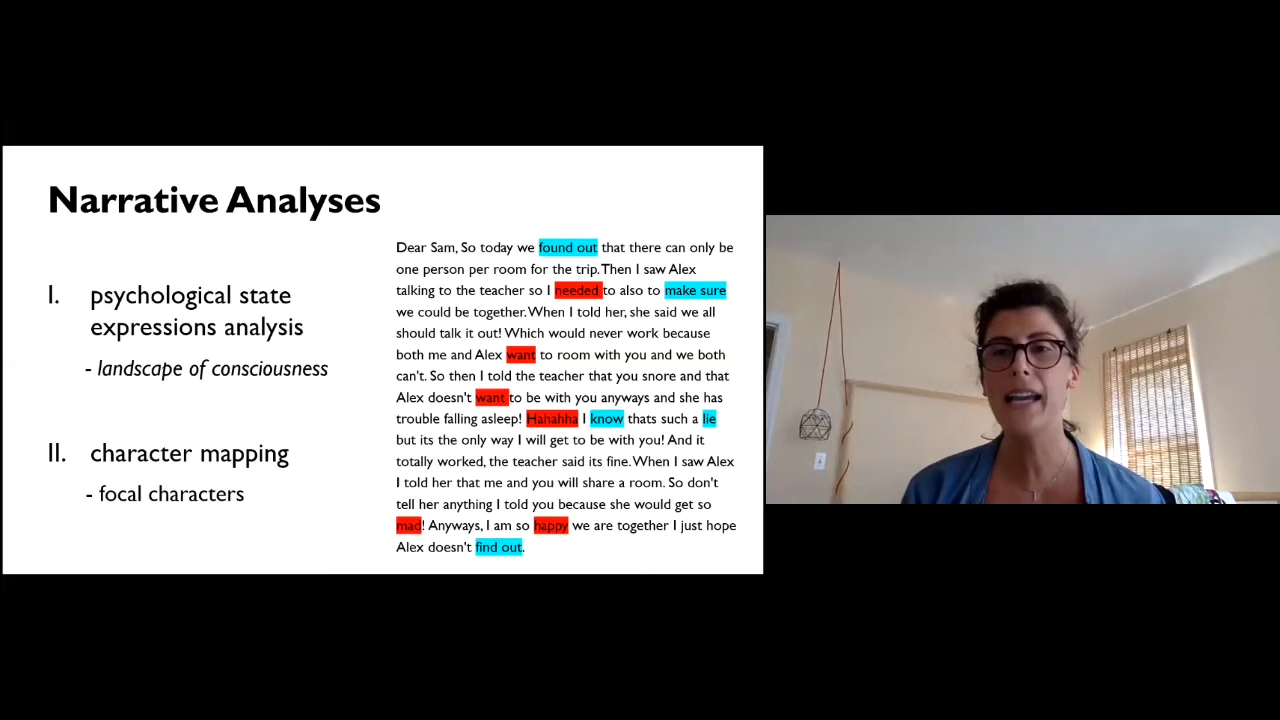 Narrative Analyses
I. psychological state
expressions analysis
- landscape of consciousness
II. character mapping
- focal characters
Dear Sam, So today we found out that there can only be
one person per room for the trip. Then I saw Alex
talking to the teacher so I needed to also to make sure
we could be together. When I told her, she said we all
should talk it out! Which would never work because
both me and Alex want to room with you and we both
can't. So then I told the teacher that you snore and that
Alex doesn't want to be with you anyways and she has
trouble falling asleep! Hahahha I know thats such a lie
but its the only way I will get to be with you! And it
totally worked, the teacher said its fine. When I saw Alex
I told her that me and you will share a room. So don't
tell her anything I told you because she would get so
mad! Anyways, I am so happy we are together I just hope
Alex doesn't find out.